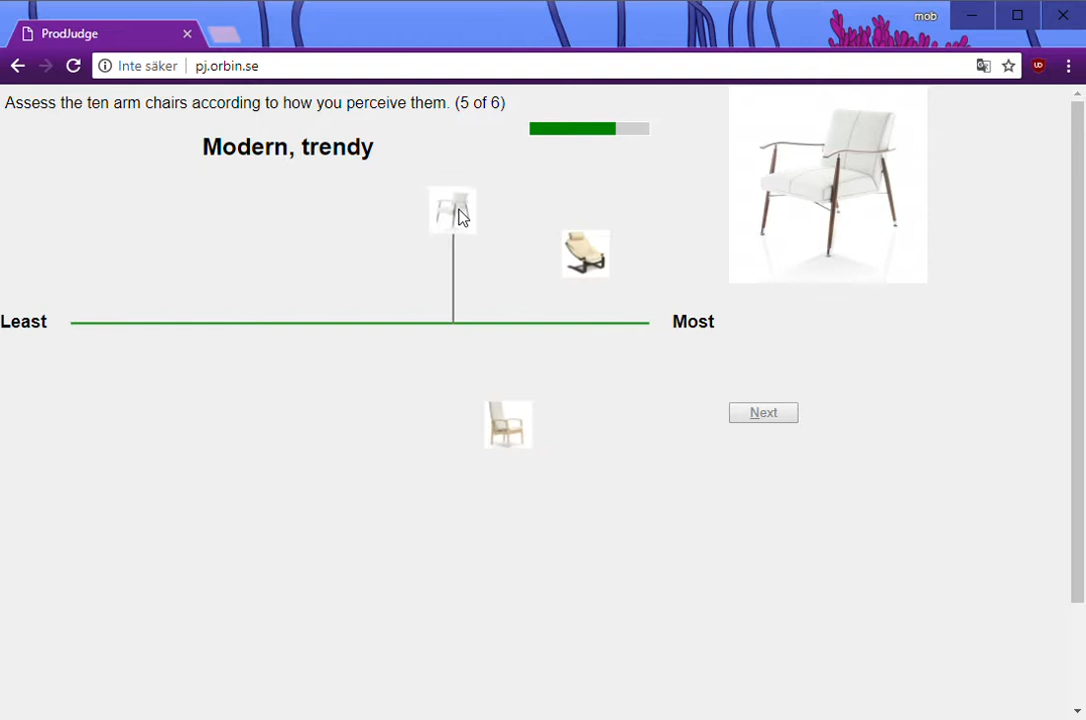 mob
ProdJudge
Inte säker pj.orbin.se
Assess the ten arm chairs according to how you perceive them. (5 of 6)
Modern, trendy
Least
Most
Next